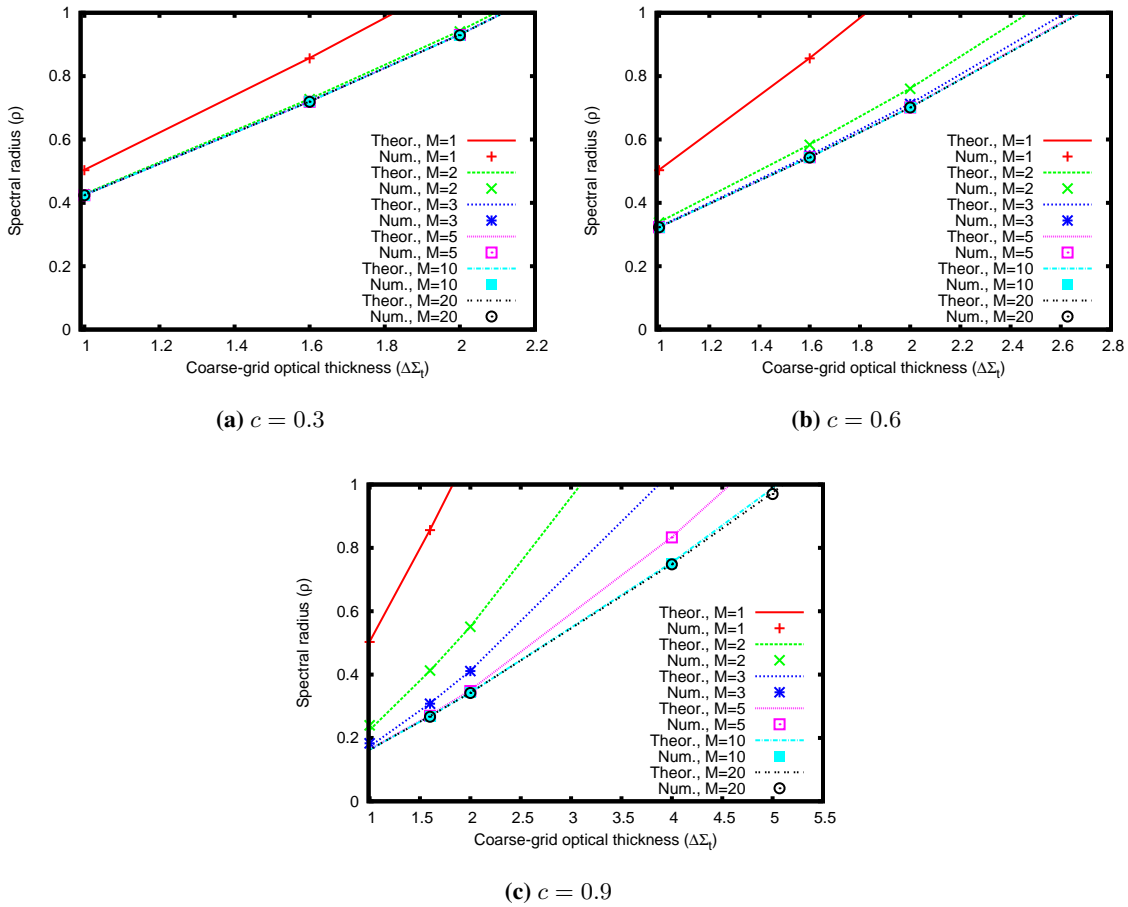 1
0.8
0.6
0.4
0.2
0
Spectral radius (ρ)
Theor., M=1
Num., M=1
Theor., M=2
Num., M=2
Theor., M=3
Num., M=3
Theor., M=5
Num., M=5
Theor., M=10
Num., M=10
Theor., M=20
Num., M=20
1 1.2 1.4 1.6 1.8 2 2.2
Coarse-grid optical thickness (ΔΣt)
(a) c = 0.3
1
0.8
0.6
0.4
0.2
0
Spectral radius (ρ)
Theor., M=1
Num., M=1
Theor., M=2
Num., M=2
Theor., M=3
Num., M=3
Theor., M=5
Num., M=5
Theor., M=10
Num., M=10
Theor., M=20
Num., M=20
1 1.2 1.4 1.6 1.8 2 2.2 2.4 2.6 2.8
Coarse-grid optical thickness (ΔΣt)
(b) c = 0.6
1
0.8
0.6
0.4
0.2
0
Spectral radius (ρ)
Theor., M=1
Num., M=1
Theor., M=2
Num., M=2
Theor., M=3
Num., M=3
Theor., M=5
Num., M=5
Theor., M=10
Num., M=10
Theor., M=20
Num., M=20
1 1.5 2 2.5 3 3.5 4 4.5 5 5.5
Coarse-grid optical thickness (ΔΣt)
(c) c = 0.9